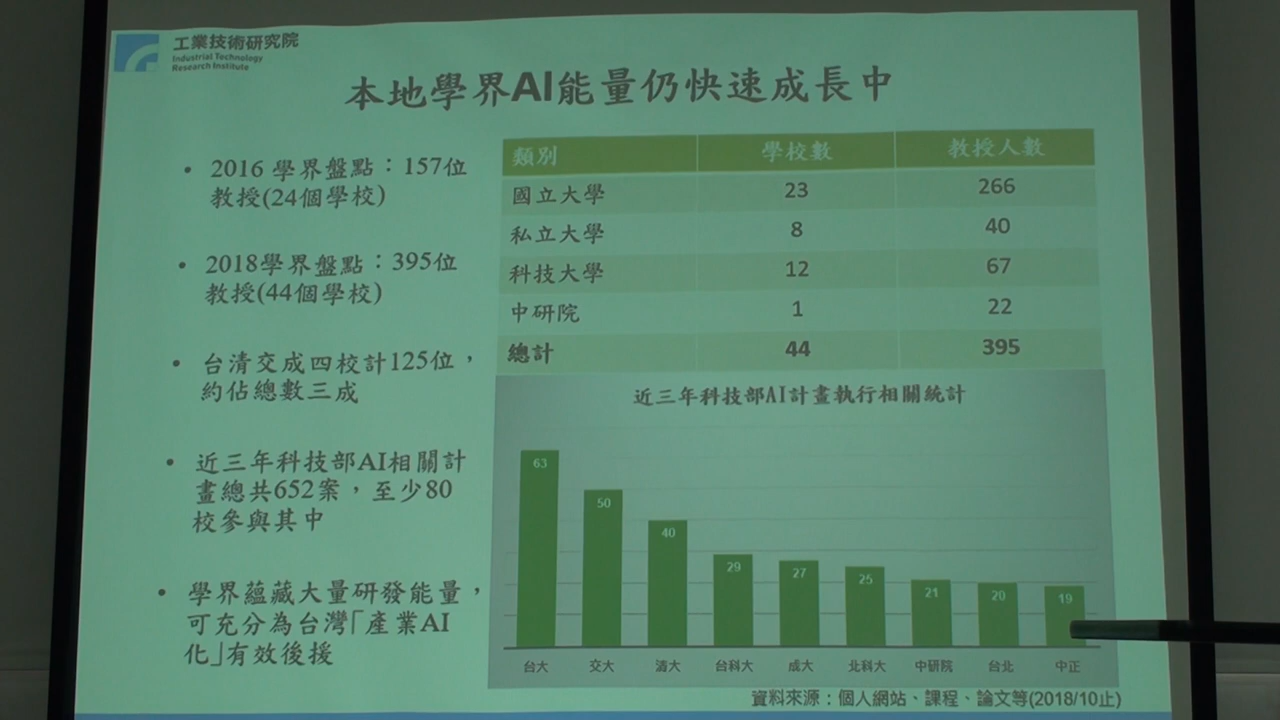 工業技術研究院
Industrial Technology
Research Institute
本地學界AI能量仍快速成長中
• 2016 學界盤點：157位
教授(24個學校)
• 2018學界盤點：395位
教授(44個學校)
• 台清交成四校計125位，
約佔總數三成
• 近三年科技部AI相關計
畫總共652案，至少80
校參與其中
• 學界蘊藏大量研發能量，
可充分為台灣「產業AI
化」有效後援
類別 學校數 教授人數
國立大學 23 266
私立大學 8 40
科技大學 12 67
中研院 1 22
總計 44 395
近三年科技部AI計畫執行相關統計
63 50 40 29 27 25 21 20 19
台大 交大 清大 台科大 成大 北科大 中研院 台北 中正
資料來源：個人網站、課程、論文等(2018/10止)